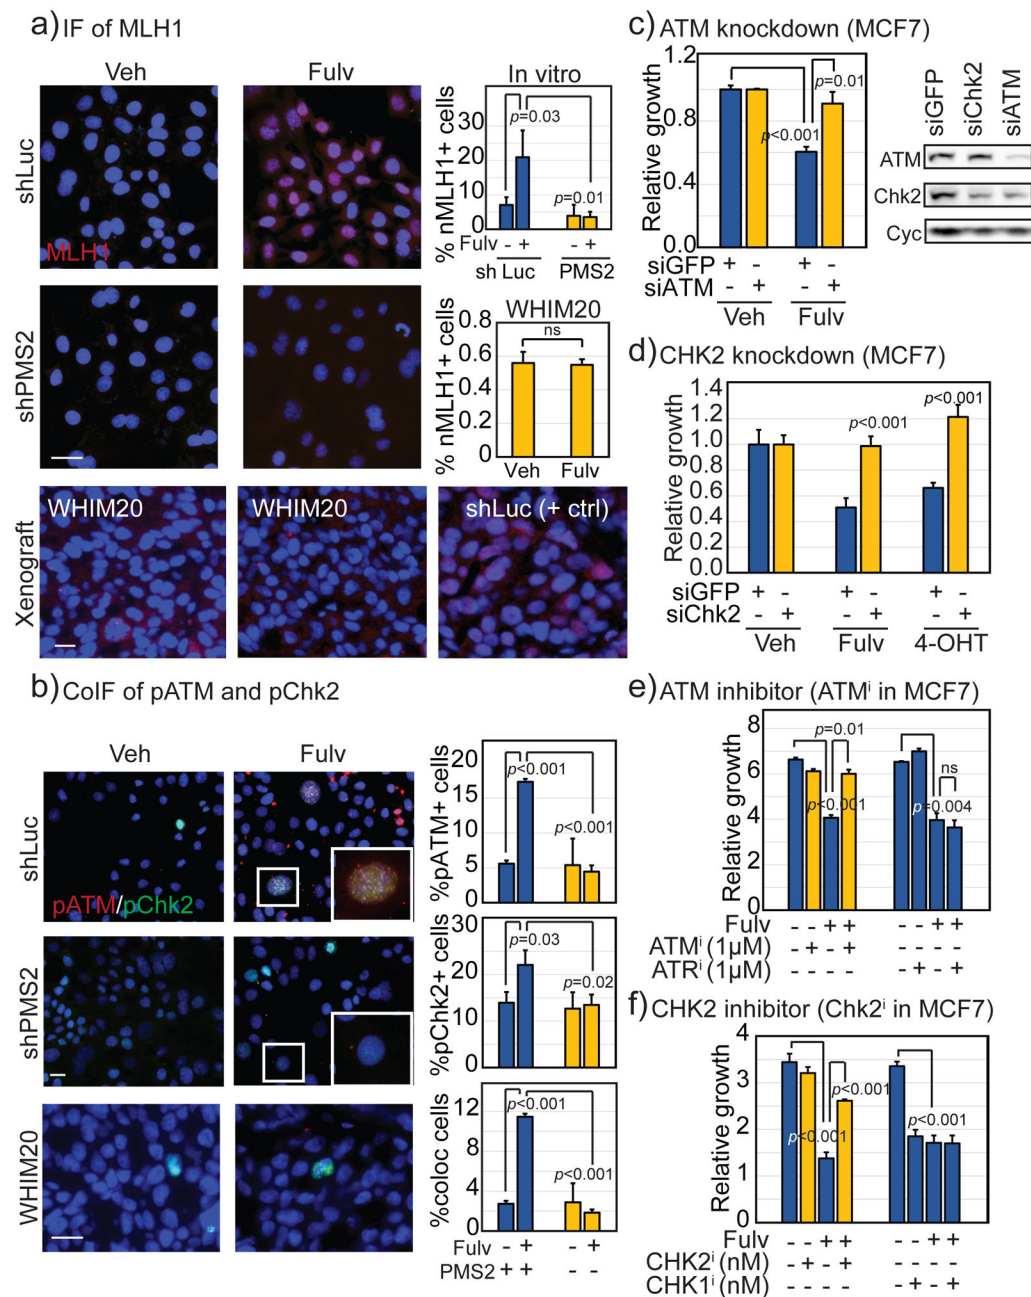 a) IF of MLH1
Veh
Fulv
shLuc
MLH1
shPMS2
Xenograft
WHIM20
WHIM20
shLuc (+ ctrl)
In vitro
% nMLH1+ cells
30
20
10
0
p=0.03
p=0.01
Fulv - + - +
sh Luc PMS2
WHIM20
% nMLH1+ cells
0.8
0.6
0.4
0.2
0
ns
Veh Fulv
b) CoIF of pATM and pChk2
Veh
Fulv
shLuc
pATM/pChk2
shPMS2
WHIM20
%pATM+ cells
20
15
10
5
0
p<0.001
p<0.001
%pChk2+ cells
30
20
10
0
p=0.03
p=0.02
%coloc cells
12
8
4
0
p<0.001
p<0.001
Fulv - + - +
PMS2 + + - -
c) ATM knockdown (MCF7)
Relative growth
1.2
1.0
0.6
0.4
0.0
p<0.001
p=0.01
siGFP + - + -
siATM - + - +
Veh Fulv
siGFP
siChk2
siATM
ATM
Chk2
Cyc
d) CHK2 knockdown (MCF7)
Relative growth
1.4
1.2
1.0
0.8
0.6
0.4
0.2
0.0
p<0.001
p<0.001
siGFP + - + - + -
siChk2 - + - + - +
Veh Fulv 4-OHT
e) ATM inhibitor (ATMⁱ in MCF7)
Relative growth
8
6
4
2
0
p=0.01
p<0.001
ns
p=0.004
Fulv - - + + - - + +
ATMⁱ (1µM) - + - + - - - -
ATRⁱ (1µM) - - - - - + - +
f) CHK2 inhibitor (Chk2ⁱ in MCF7)
Relative growth
4
3
2
1
0
p<0.001
p<0.001
p<0.001
Fulv - - + + - - + +
CHK2ⁱ (nM) - + - + - - - -
CHK1ⁱ (nM) - - - - - + - +